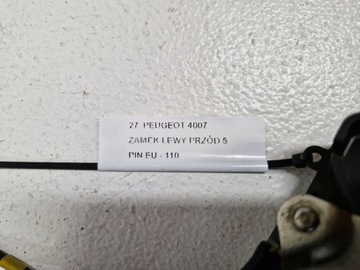 27 PEUGEOT 4007
ZAMEK LEWY PRZÓD 5
PIN EU - 110